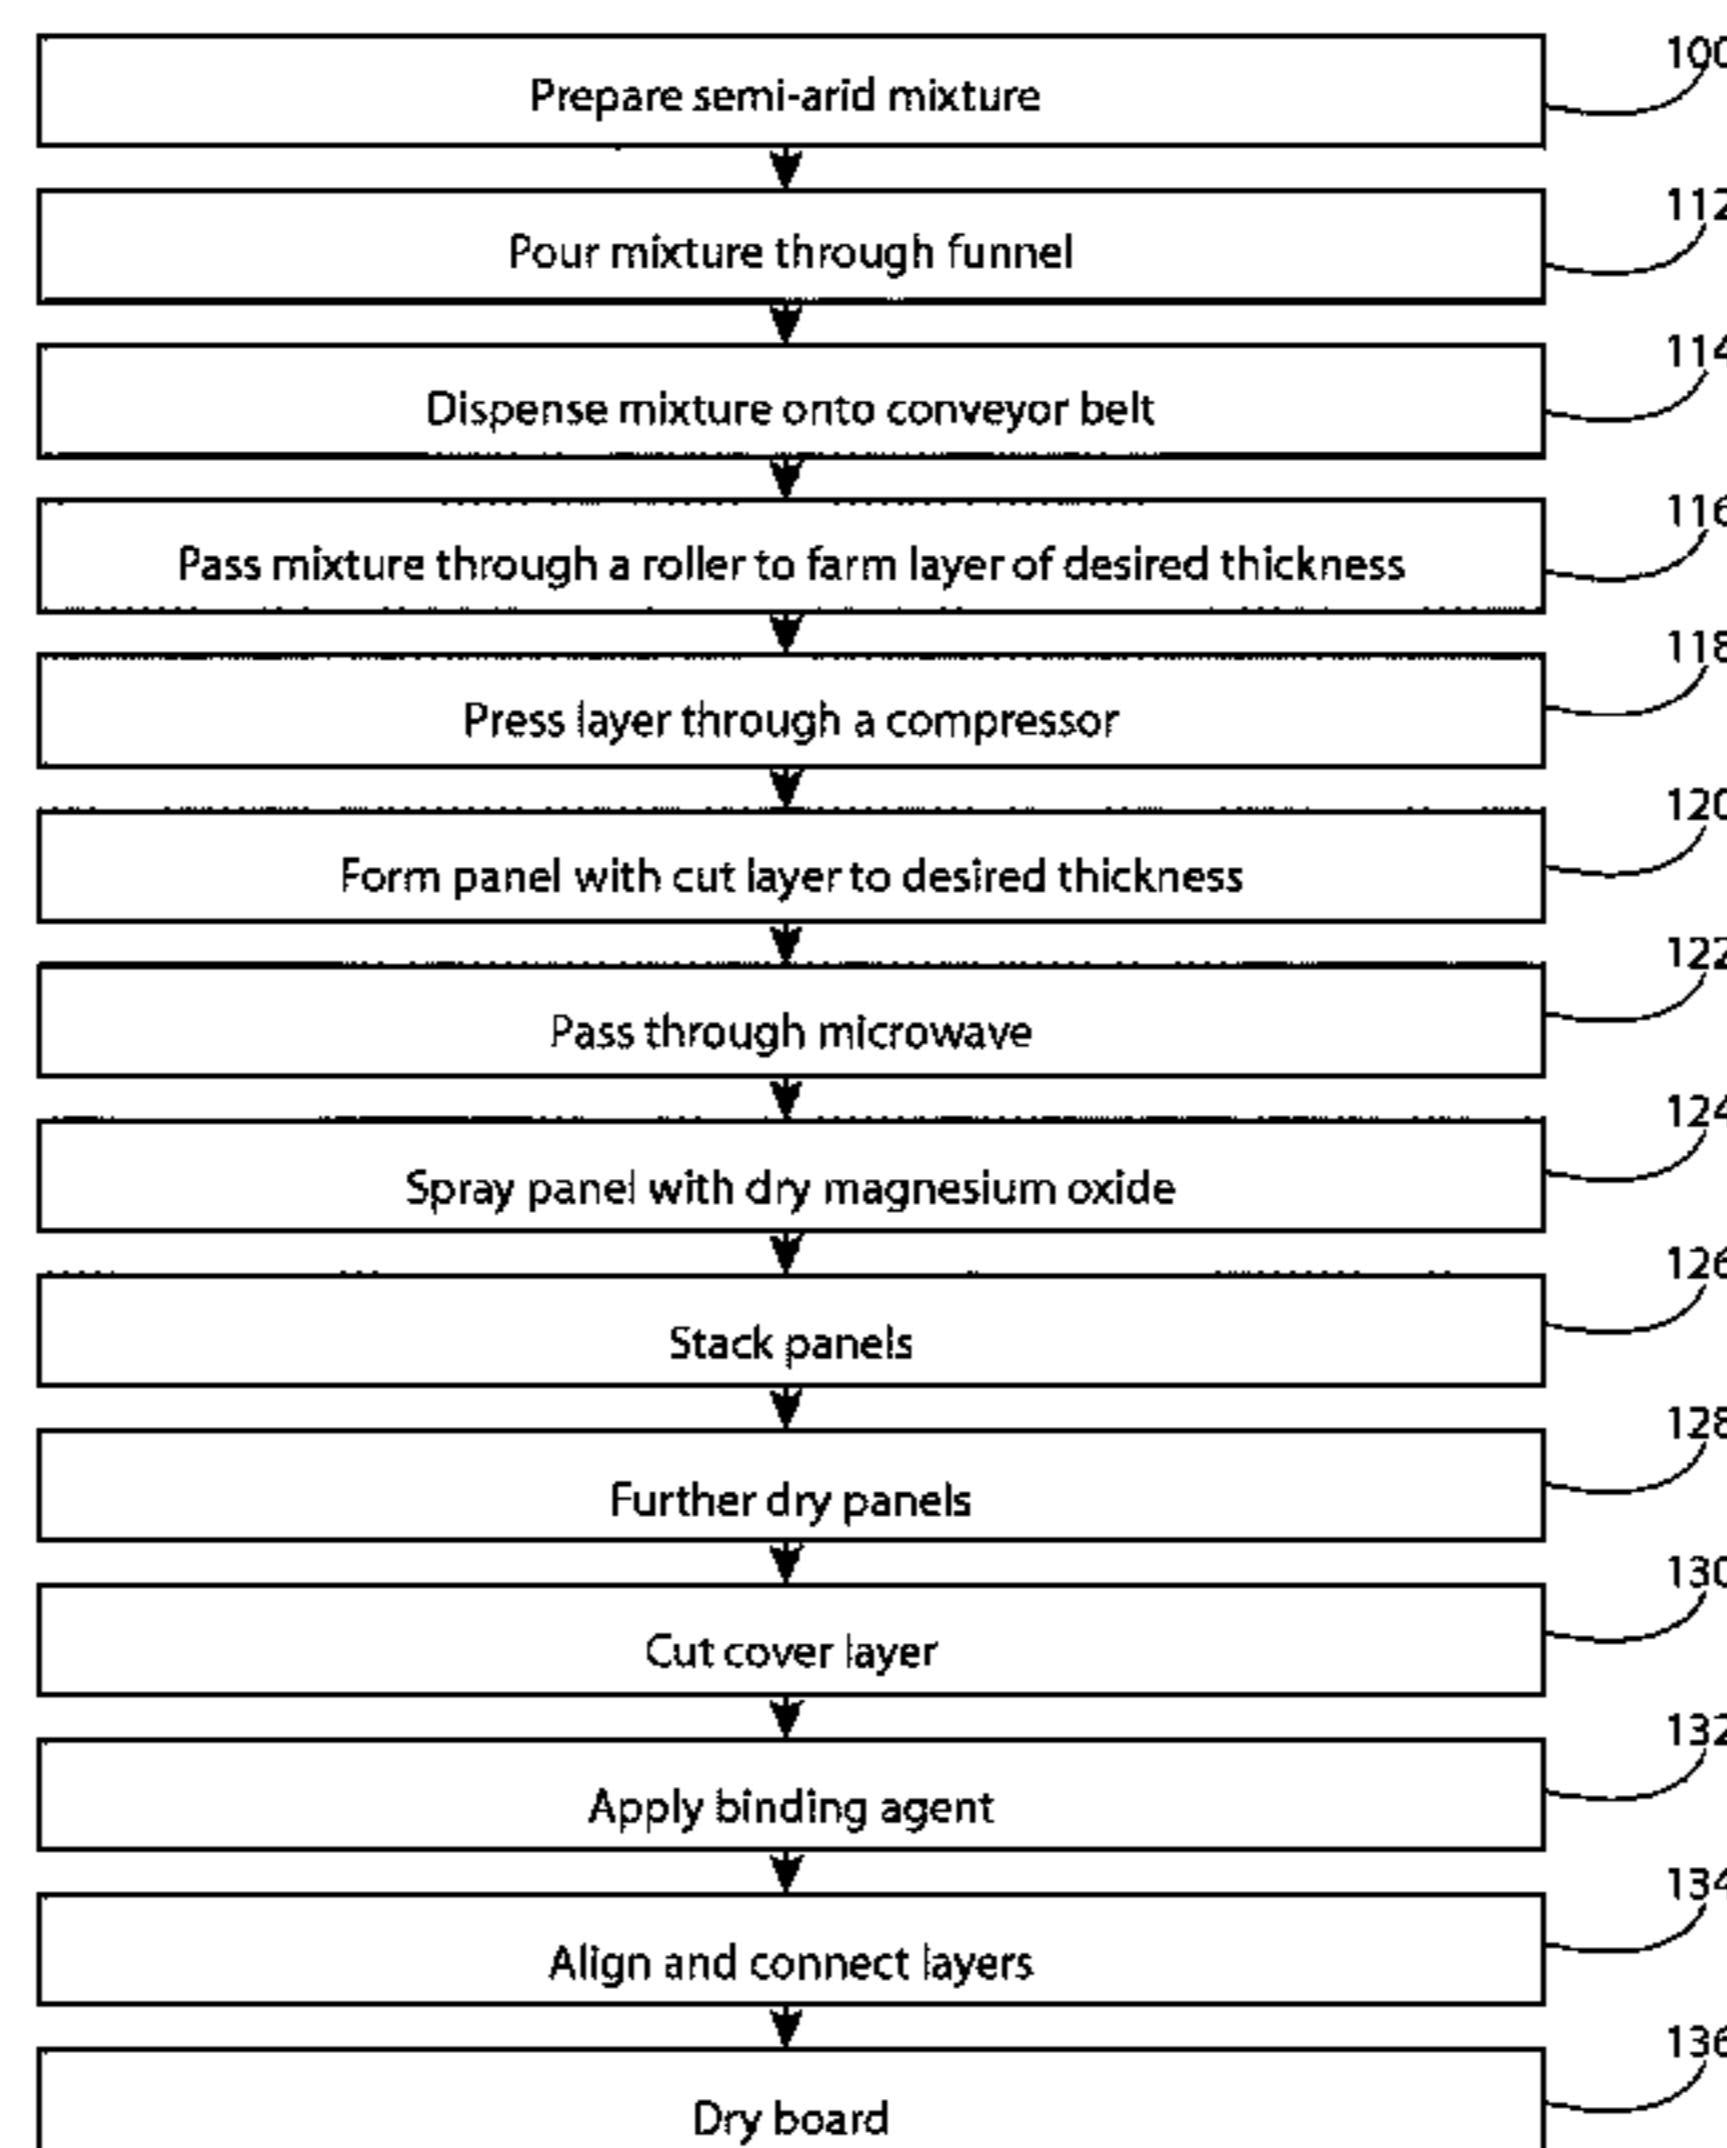 Prepare semi-arid mixture
100
Pour mixture through funnel
112
Dispense mixture onto conveyor belt
114
Pass mixture through a roller to farm layer of desired thickness
116
Press layer through a compressor
118
Form panel with cut layer to desired thickness
120
Pass through microwave
122
Spray panel with dry magnesium oxide
124
Stack panels
126
Further dry panels
128
Cut cover layer
130
Apply binding agent
132
Align and connect layers
134
Dry board
136